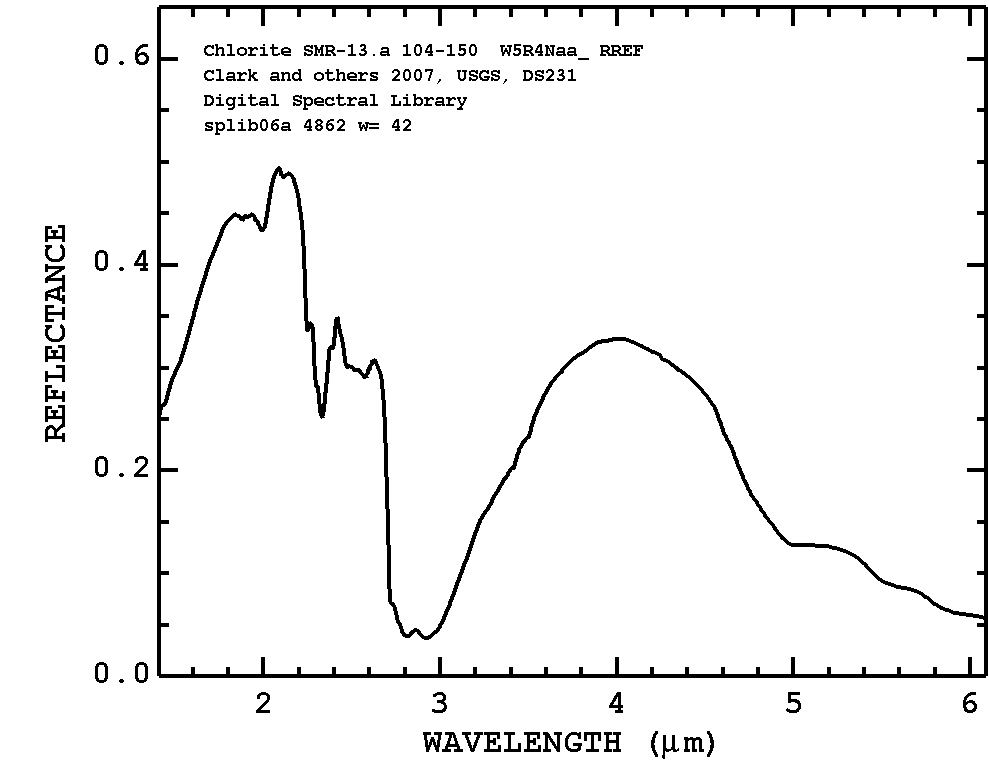 Chlorite SMR-13.a 104-150 W5R4Naa_ RREF
Clark and others 2007, USGS, DS231
Digital Spectral Library
splib06a 4862 w= 42
REFLECTANCE
0.6
0.4
0.2
0.0
2 3 4 5 6
WAVELENGTH (μm)